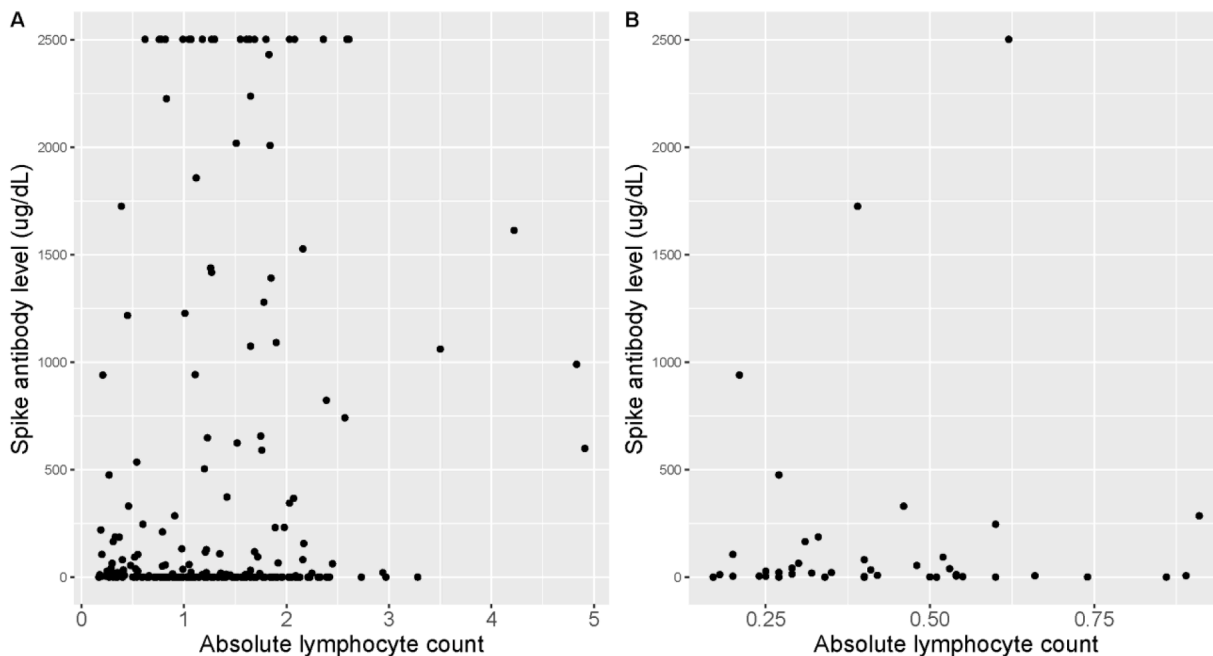 A
B
Spike antibody level (ug/dL)
2500
2000
1500
1000
500
0
0 1 2 3 4 5
Absolute lymphocyte count
Spike antibody level (ug/dL)
2500
2000
1500
1000
500
0
0.25 0.50 0.75
Absolute lymphocyte count